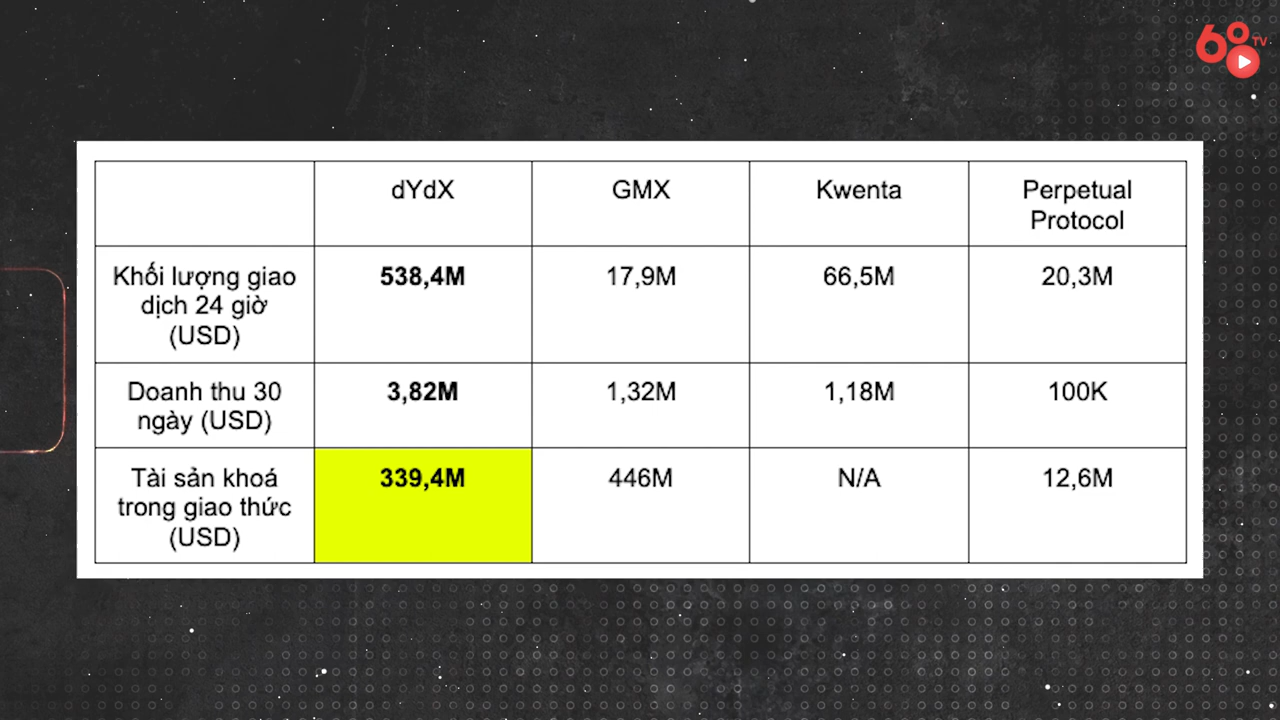 68
TV
dYdX
GMX
Kwenta
Perpetual
Protocol
Khối lượng giao
dịch 24 giờ
(USD)
538,4M
17,9M
66,5M
20,3M
Doanh thu 30
ngày (USD)
3,82M
1,32M
1,18M
100K
Tài sản khoá
trong giao thức
(USD)
339,4M
446M
N/A
12,6M